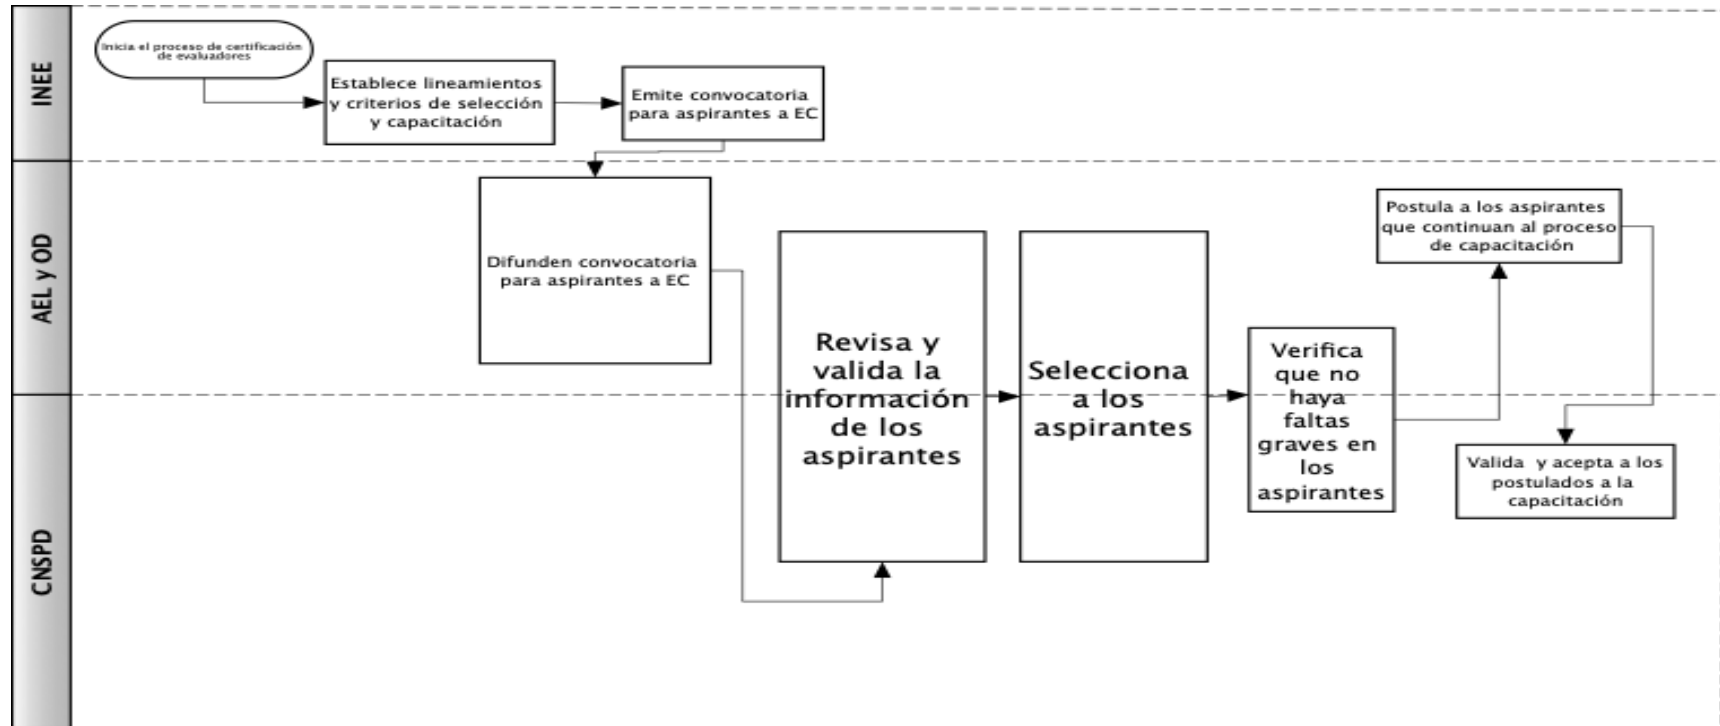 INEE
Inicia el proceso de certificación
de evaluadores
Establece lineamientos
y criterios de selección
y capacitación
Emite convocatoria
para aspirantes a EC
AEL y OD
Difunden convocatoria
para aspirantes a EC
Revisa y
valida la
información
de los
aspirantes
Selecciona
a los
aspirantes
Verifica
que no
haya
faltas
graves en
los
aspirantes
Postula a los aspirantes
que continuan al proceso
de capacitación
Valida y acepta a los
postulados a la
capacitación
CNSPD